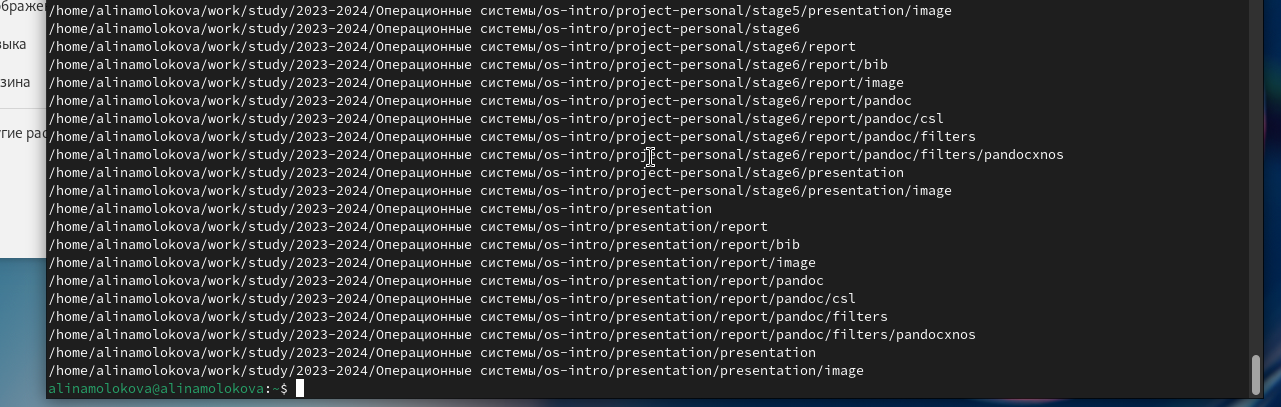 /home/alinamolokova/work/study/2023-2024/Операционные системы/os-intro/project-personal/stage5/presentation/image
/home/alinamolokova/work/study/2023-2024/Операционные системы/os-intro/project-personal/stage6
/home/alinamolokova/work/study/2023-2024/Операционные системы/os-intro/project-personal/stage6/report
/home/alinamolokova/work/study/2023-2024/Операционные системы/os-intro/project-personal/stage6/report/bib
/home/alinamolokova/work/study/2023-2024/Операционные системы/os-intro/project-personal/stage6/report/image
/home/alinamolokova/work/study/2023-2024/Операционные системы/os-intro/project-personal/stage6/report/pandoc
/home/alinamolokova/work/study/2023-2024/Операционные системы/os-intro/project-personal/stage6/report/pandoc/csl
/home/alinamolokova/work/study/2023-2024/Операционные системы/os-intro/project-personal/stage6/report/pandoc/filters
/home/alinamolokova/work/study/2023-2024/Операционные системы/os-intro/project-personal/stage6/report/pandoc/filters/pandocxnos
/home/alinamolokova/work/study/2023-2024/Операционные системы/os-intro/project-personal/stage6/presentation
/home/alinamolokova/work/study/2023-2024/Операционные системы/os-intro/project-personal/stage6/presentation/image
/home/alinamolokova/work/study/2023-2024/Операционные системы/os-intro/presentation
/home/alinamolokova/work/study/2023-2024/Операционные системы/os-intro/presentation/report
/home/alinamolokova/work/study/2023-2024/Операционные системы/os-intro/presentation/report/bib
/home/alinamolokova/work/study/2023-2024/Операционные системы/os-intro/presentation/report/image
/home/alinamolokova/work/study/2023-2024/Операционные системы/os-intro/presentation/report/pandoc
/home/alinamolokova/work/study/2023-2024/Операционные системы/os-intro/presentation/report/pandoc/csl
/home/alinamolokova/work/study/2023-2024/Операционные системы/os-intro/presentation/report/pandoc/filters
/home/alinamolokova/work/study/2023-2024/Операционные системы/os-intro/presentation/report/pandoc/filters/pandocxnos
/home/alinamolokova/work/study/2023-2024/Операционные системы/os-intro/presentation/presentation
/home/alinamolokova/work/study/2023-2024/Операционные системы/os-intro/presentation/presentation/image
alinamolokova@alinamolokova:~$